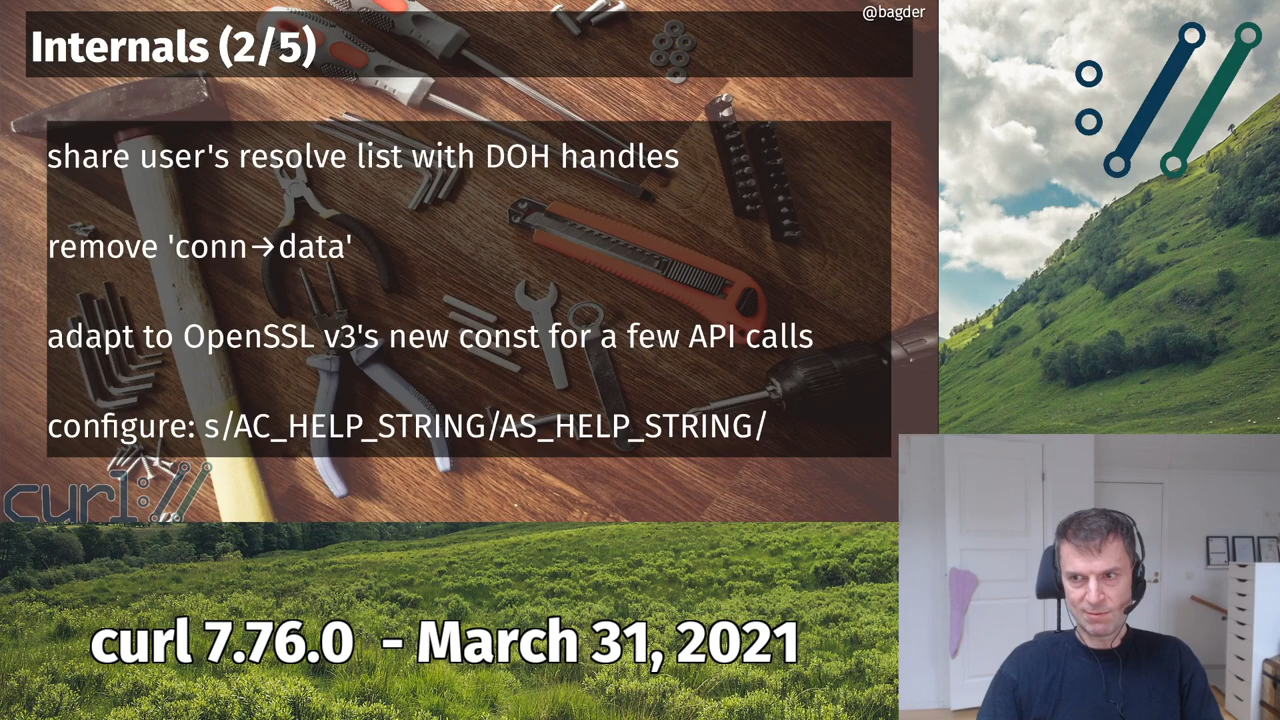 @bagder
Internals (2/5)
share user's resolve list with DOH handles
remove 'conn→data'
adapt to OpenSSL v3's new const for a few API calls
configure: s/AC_HELP_STRING/AS_HELP_STRING/
curl://
curl 7.76.0 - March 31, 2021